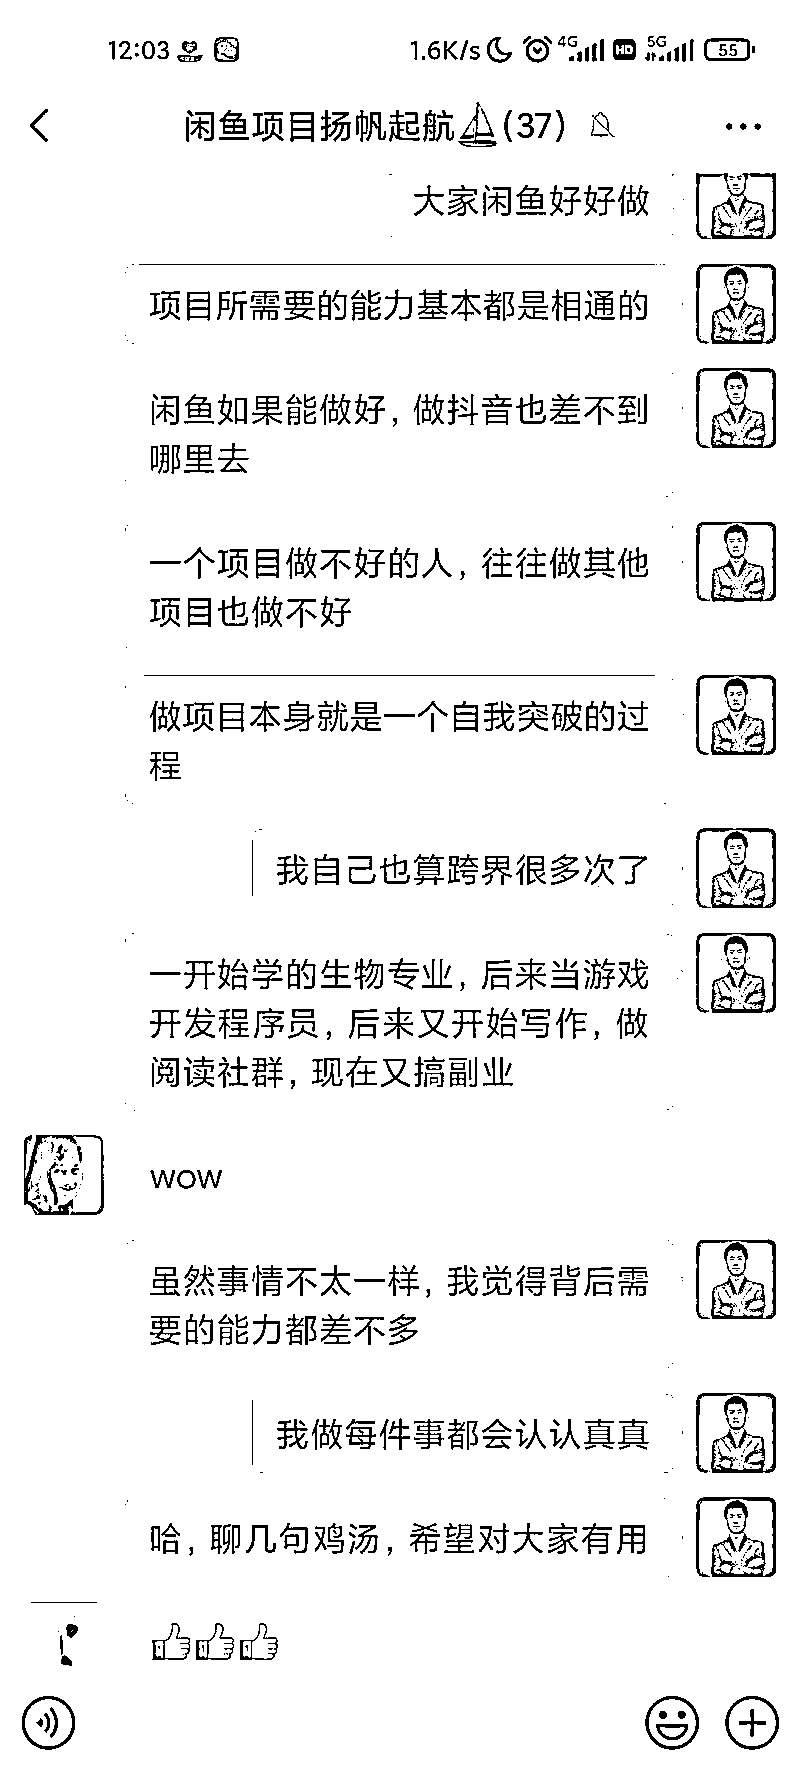 12:03 1.6K/s 4G HD 5G 55
闲鱼项目扬帆起航⛵(37)
大家闲鱼好好做
项目所需要的能力基本都是相通的
闲鱼如果能做好，做抖音也差不到
哪里去
一个项目做不好的人，往往做其他
项目也做不好
做项目本身就是一个自我突破的过
程
我自己也算跨界很多次了
一开始学的生物专业，后来当游戏
开发程序员，后来又开始写作，做
阅读社群，现在又搞副业
wow
虽然事情不太一样，我觉得背后需
要的能力都差不多
我做每件事都会认认真真
哈，聊几句鸡汤，希望对大家有用
👍👍👍